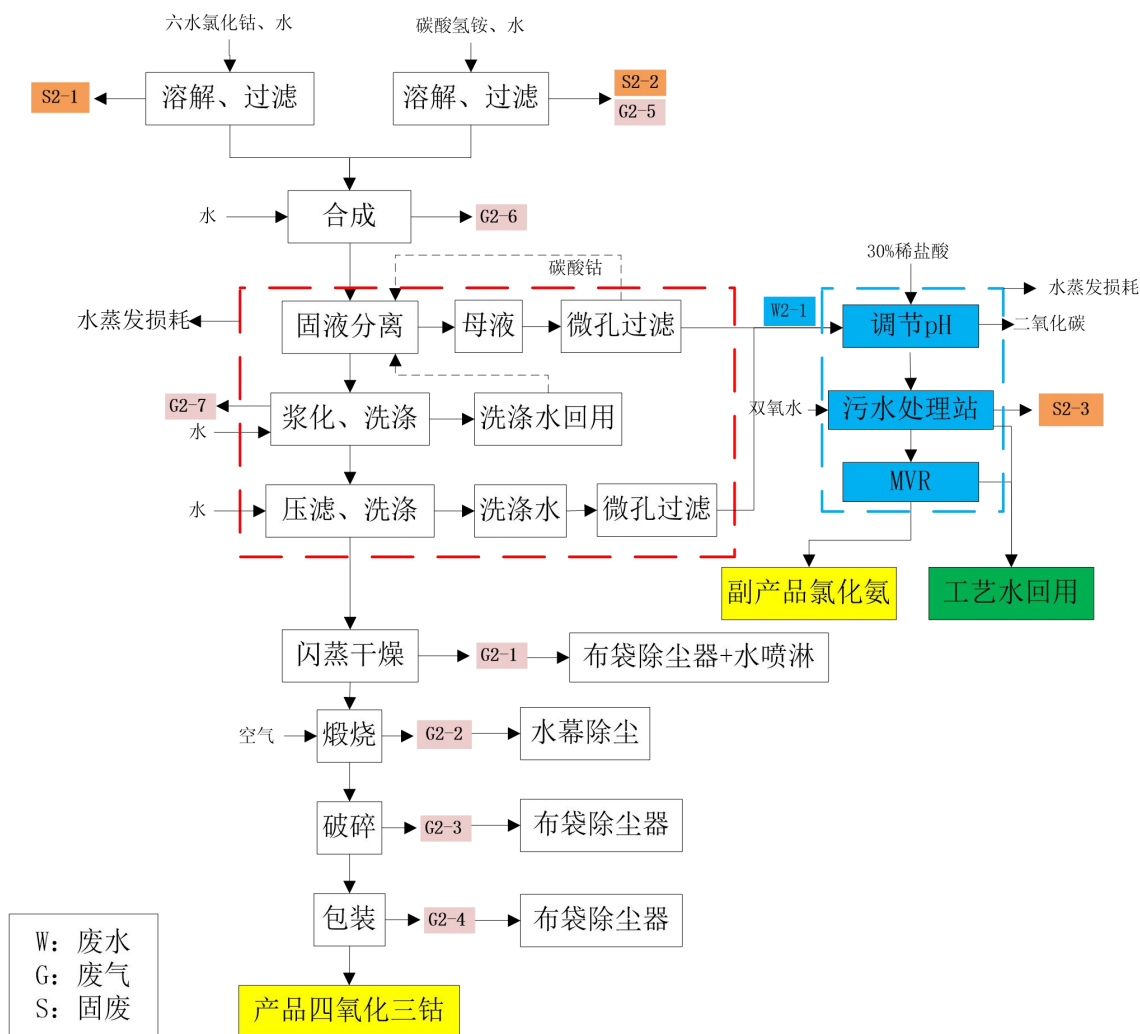 六水氯化钴、水
碳酸氢铵、水
S2-1
溶解、过滤
溶解、过滤
S2-2
G2-5
水
合成
G2-6
碳酸钴
30%稀盐酸
水蒸发损耗
固液分离
母液
微孔过滤
W2-1
调节pH
水蒸发损耗
二氧化碳
G2-7
水
浆化、洗涤
洗涤水回用
双氧水
污水处理站
S2-3
MVR
水
压滤、洗涤
洗涤水
微孔过滤
副产品氯化氨
工艺水回用
闪蒸干燥
G2-1
布袋除尘器+水喷淋
空气
煅烧
G2-2
水幕除尘
破碎
G2-3
布袋除尘器
包装
G2-4
布袋除尘器
W：废水
G：废气
S：固废
产品四氧化三钴